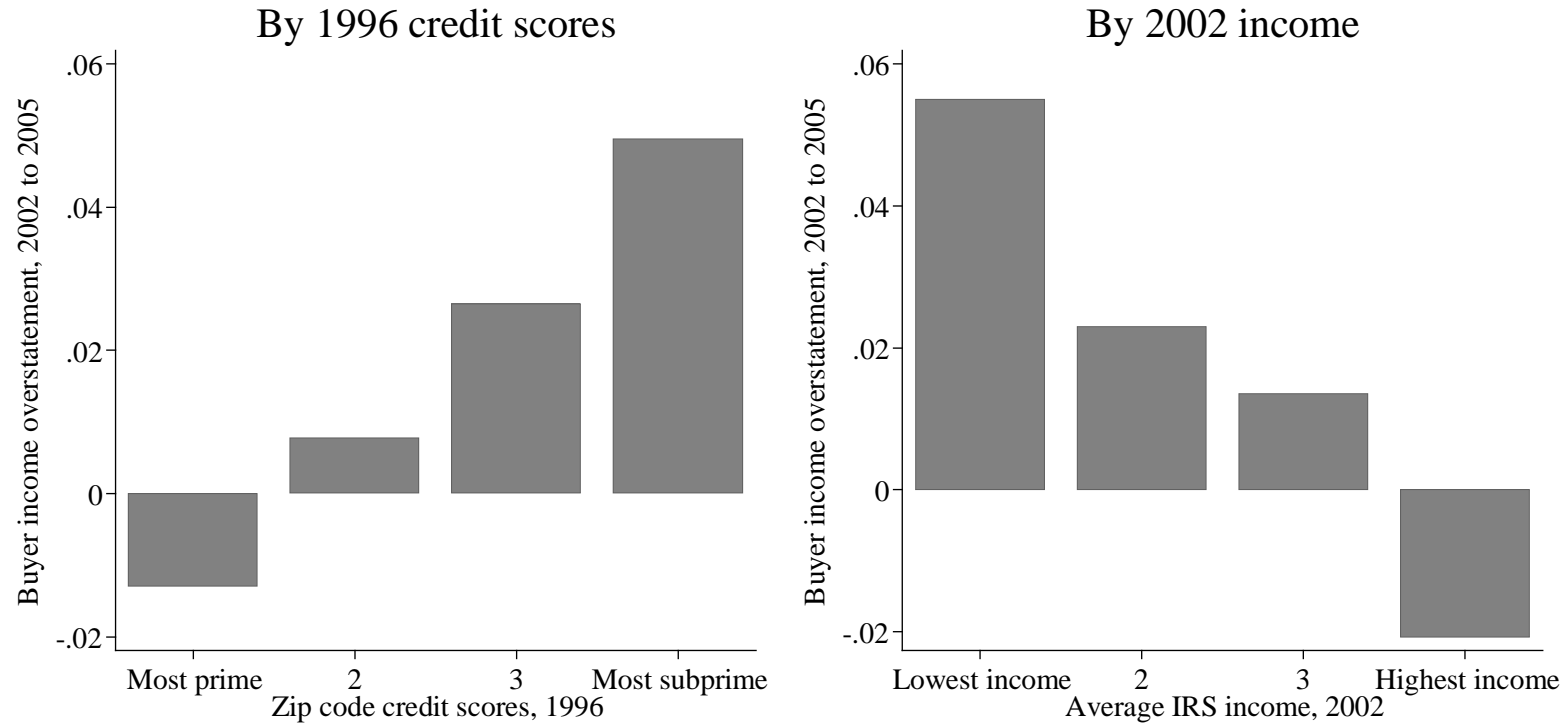 By 1996 credit scores
Buyer income overstatement, 2002 to 2005
.06
.04
.02
0
-.02
Most prime 2 3 Most subprime
Zip code credit scores, 1996
By 2002 income
Buyer income overstatement, 2002 to 2005
.06
.04
.02
0
-.02
Lowest income 2 3 Highest income
Average IRS income, 2002